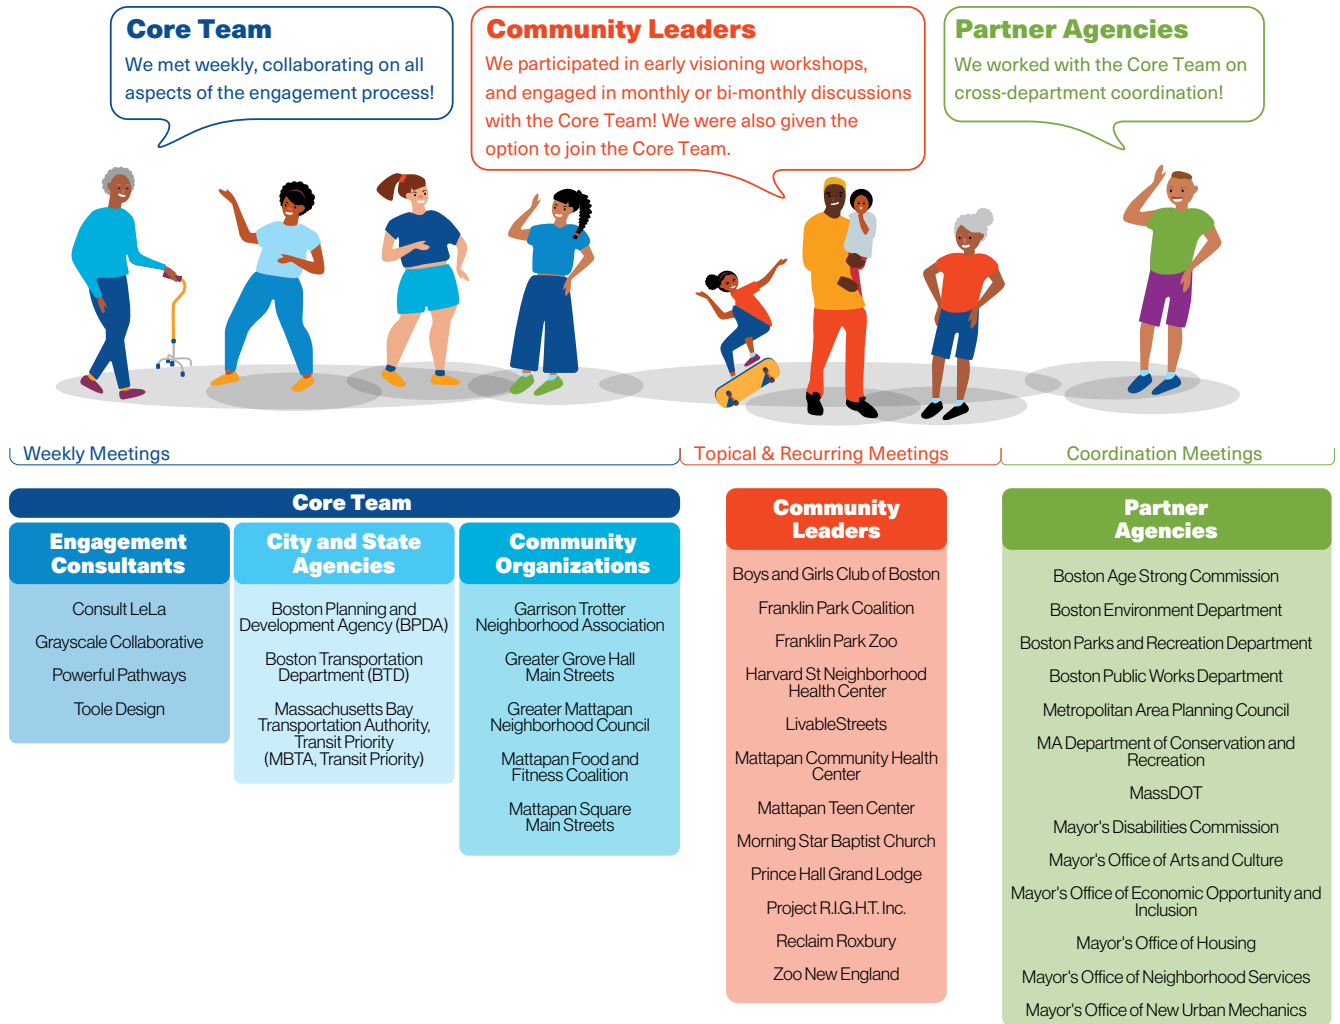 Core Team
We met weekly, collaborating on all
aspects of the engagement process!
Community Leaders
We participated in early visioning workshops,
and engaged in monthly or bi-monthly discussions
with the Core Team! We were also given the
option to join the Core Team.
Partner Agencies
We worked with the Core Team on
cross-department coordination!
Weekly Meetings
Topical & Recurring Meetings
Coordination Meetings
Core Team
Engagement
Consultants
Consult LeLa
Grayscale Collaborative
Powerful Pathways
Toole Design
City and State
Agencies
Boston Planning and
Development Agency (BPDA)
Boston Transportation
Department (BTD)
Massachusetts Bay
Transportation Authority,
Transit Priority
(MBTA, Transit Priority)
Community
Organizations
Garrison Trotter
Neighborhood Association
Greater Grove Hall
Main Streets
Greater Mattapan
Neighborhood Council
Mattapan Food and
Fitness Coalition
Mattapan Square
Main Streets
Community
Leaders
Boys and Girls Club of Boston
Franklin Park Coalition
Franklin Park Zoo
Harvard St Neighborhood
Health Center
LivableStreets
Mattapan Community Health
Center
Mattapan Teen Center
Morning Star Baptist Church
Prince Hall Grand Lodge
Project R.I.G.H.T. Inc.
Reclaim Roxbury
Zoo New England
Partner
Agencies
Boston Age Strong Commission
Boston Environment Department
Boston Parks and Recreation Department
Boston Public Works Department
Metropolitan Area Planning Council
MA Department of Conservation and
Recreation
MassDOT
Mayor's Disabilities Commission
Mayor's Office of Arts and Culture
Mayor's Office of Economic Opportunity and
Inclusion
Mayor's Office of Housing
Mayor's Office of Neighborhood Services
Mayor's Office of New Urban Mechanics